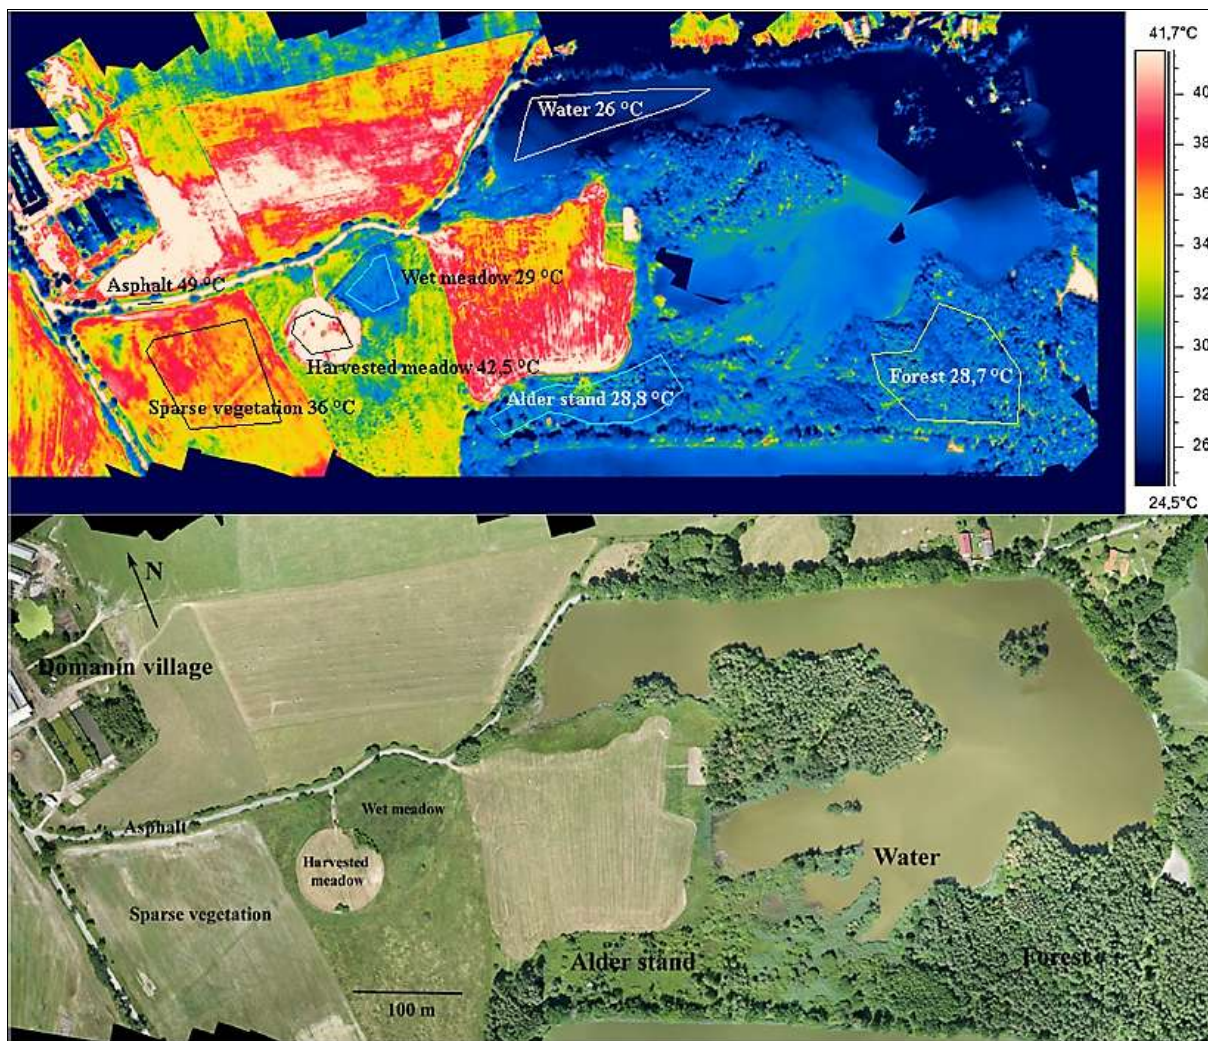 41,7°C
40
38
36
34
32
30
28
26
24,5°C
Water 26 °C
Asphalt 49 °C
Wet meadow 29 °C
Harvested meadow 42,5 °C
Sparse vegetation 36 °C
Alder stand 28,8 °C
Forest 28,7 °C
N
Domanín village
Asphalt
Wet meadow
Harvested
meadow
Water
Sparse vegetation
Alder stand
Forest
100 m